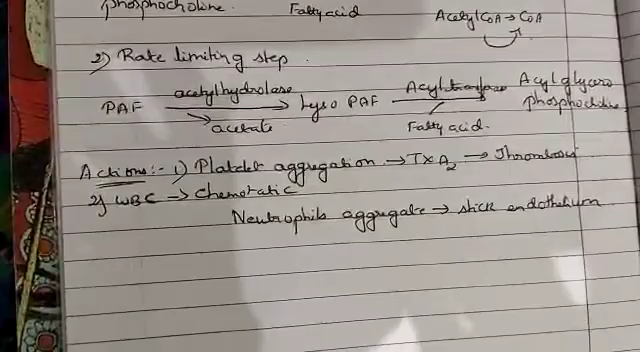 phosphocholine. Fatty acid Acetyl CoA → CoA
2) Rate limiting step.
PAF acetylhydrolase → acetate Lyso PAF Acyltransferase Fatty acid. Acylglycero phosphocholine
Actions:- 1) Platelet aggregation → TXA2 → Thrombosis
2) WBC → Chemotatic
Neutrophils aggregate → stick endothelium